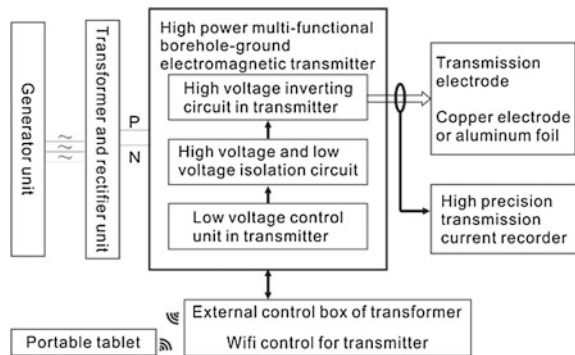 Generator unit
Transformer and
rectifier unit
P
N
High power multi-functional
borehole-ground
electromagnetic transmitter
High voltage inverting
circuit in transmitter
High voltage and low
voltage isolation circuit
Low voltage control
unit in transmitter
Transmission
electrode
Copper electrode
or aluminum foil
High precision
transmission
current recorder
External control box of transformer
Wifi control for transmitter
Portable tablet